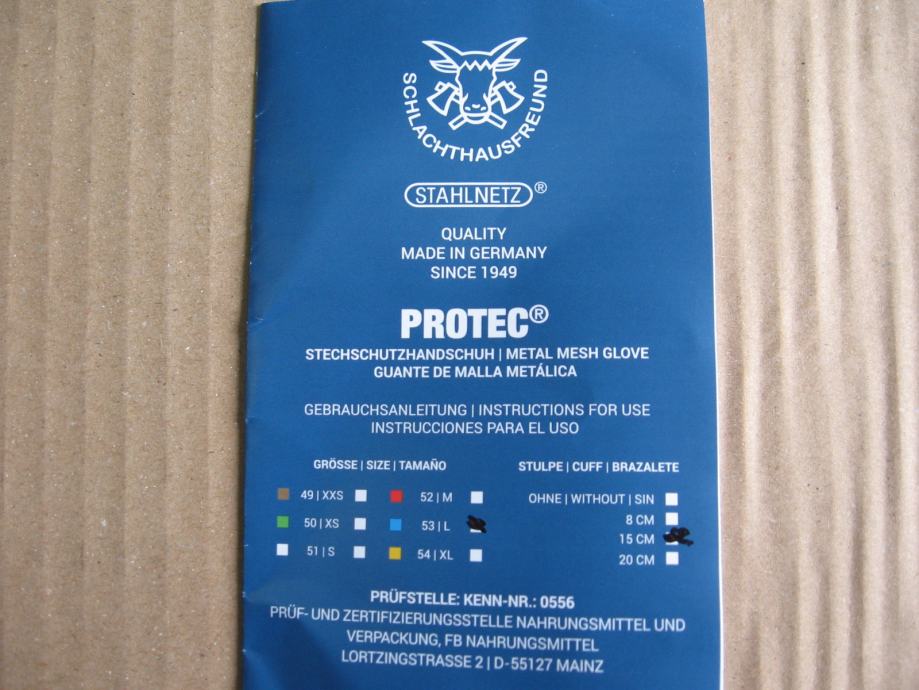 SCHLACHTHAUSFREUND
STAHLNETZ®
QUALITY
MADE IN GERMANY
SINCE 1949
PROTEC®
STECHSCHUTZHANDSCHUH | METAL MESH GLOVE
GUANTE DE MALLA METÁLICA
GEBRAUCHSANLEITUNG | INSTRUCTIONS FOR USE
INSTRUCCIONES PARA EL USO
GRÖSSE | SIZE | TAMAÑO
49 | XXS
52 | M
50 | XS
53 | L
51 | S
54 | XL
STULPE | CUFF | BRAZALETE
OHNE | WITHOUT | SIN
8 CM
15 CM
20 CM
PRÜFSTELLE: KENN-NR.: 0556
PRÜF- UND ZERTIFIZIERUNGSSTELLE NAHRUNGSMITTEL UND
VERPACKUNG, FB NAHRUNGSMITTEL
LORTZINGSTRASSE 2 | D-55127 MAINZ